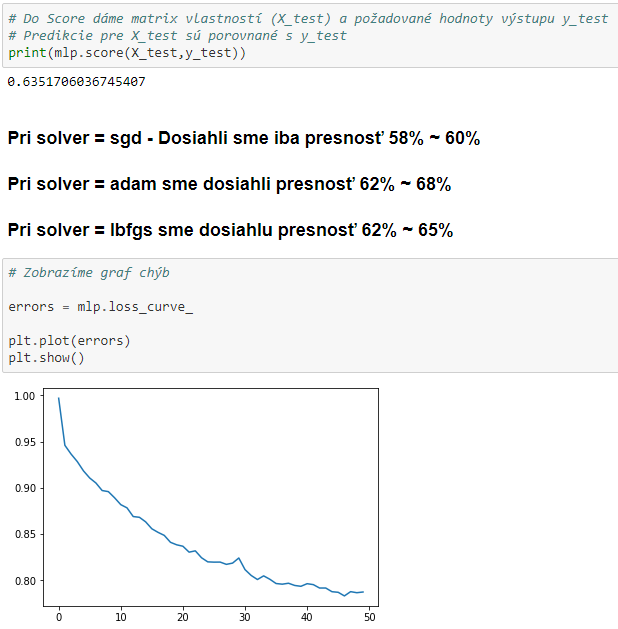 # Do Score dáme matrix vlastností (X_test) a požadované hodnoty výstupu y_test
# Predikcie pre X_test sú porovnané s y_test
print(mlp.score(X_test,y_test))
0.6351706036745407
Pri solver = sgd - Dosiahli sme iba presnosť 58% ~ 60%
Pri solver = adam sme dosiahli presnosť 62% ~ 68%
Pri solver = lbfgs sme dosiahlu presnosť 62% ~ 65%
# Zobrazíme graf chýb
errors = mlp.loss_curve_
plt.plot(errors)
plt.show()
1.00
0.95
0.90
0.85
0.80
0 10 20 30 40 50